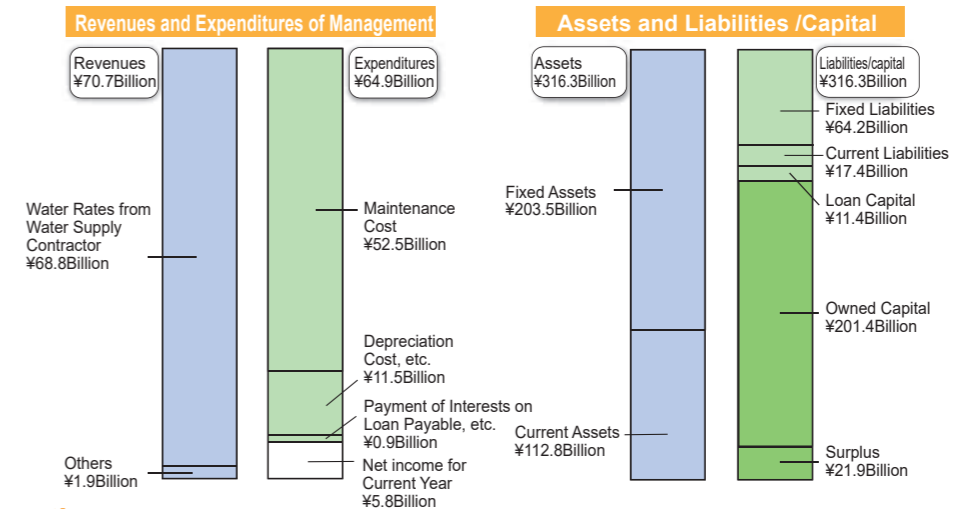 Revenues and Expenditures of Management
Revenues
¥70.7Billion
Expenditures
¥64.9Billion
Water Rates from
Water Supply
Contractor
¥68.8Billion
Maintenance
Cost
¥52.5Billion
Depreciation
Cost, etc.
¥11.5Billion
Payment of Interests on
Loan Payable, etc.
¥0.9Billion
Others
¥1.9Billion
Net income for
Current Year
¥5.8Billion
Assets and Liabilities /Capital
Assets
¥316.3Billion
Liabilities/capital
¥316.3Billion
Fixed Liabilities
¥64.2Billion
Current Liabilities
¥17.4Billion
Fixed Assets
¥203.5Billion
Loan Capital
¥11.4Billion
Owned Capital
¥201.4Billion
Current Assets
¥112.8Billion
Surplus
¥21.9Billion